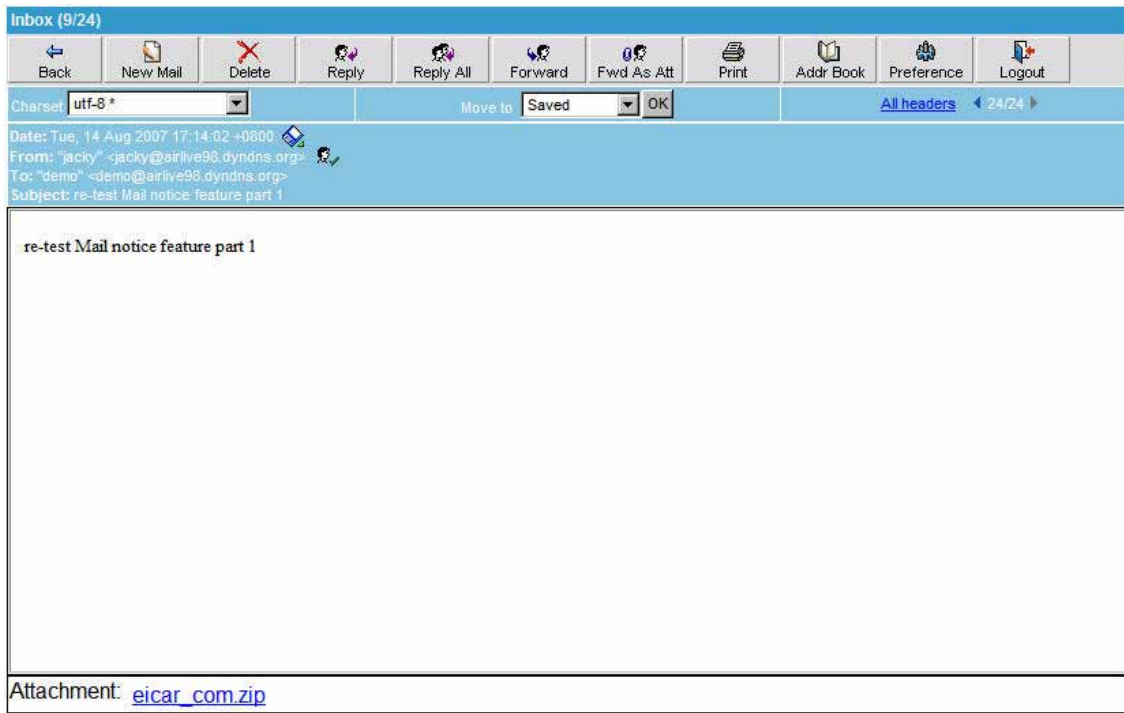 Inbox (9/24)
Back New Mail Delete Reply Reply All Forward Fwd As Att Print Addr Book Preference Logout
Charset utf-8 * Move to Saved OK All headers 24/24
Date: Tue, 14 Aug 2007 17:14:02 +0800
From: "jacky" <jacky@airlive98.dyndns.org>
To: "demo" <demo@airlive98.dyndns.org>
Subject: re-test Mail notice feature part 1
re-test Mail notice feature part 1
Attachment: eicar_com.zip